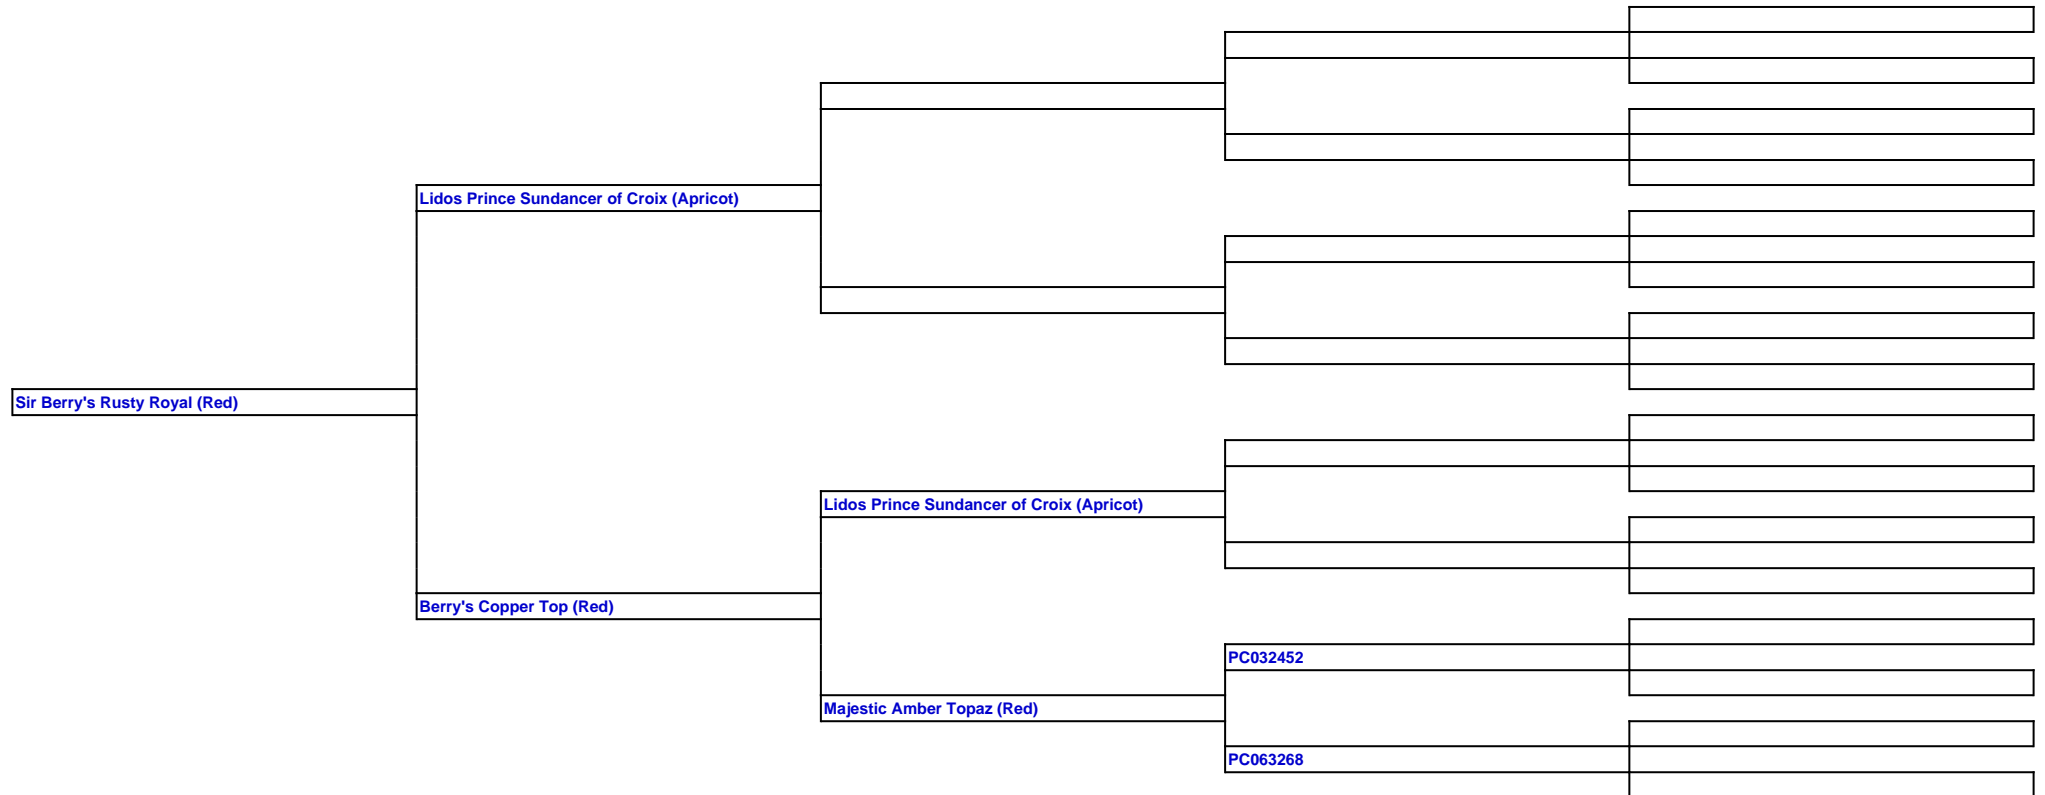 Lidos Prince Sundancer of Croix (Apricot)
Sir Berry's Rusty Royal (Red)
Lidos Prince Sundancer of Croix (Apricot)
Berry's Copper Top (Red)
PC032452
Majestic Amber Topaz (Red)
PC063268